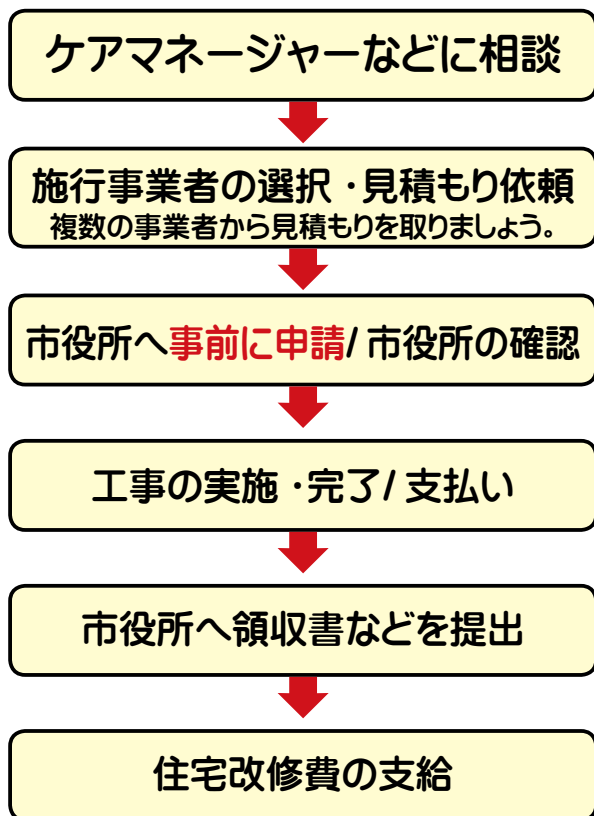 ケアマネージャーなどに相談
施行事業者の選択・見積もり依頼
複数の事業者から見積もりを取りましょう。
市役所へ事前に申請/市役所の確認
工事の実施・完了/支払い
市役所へ領収書などを提出
住宅改修費の支給